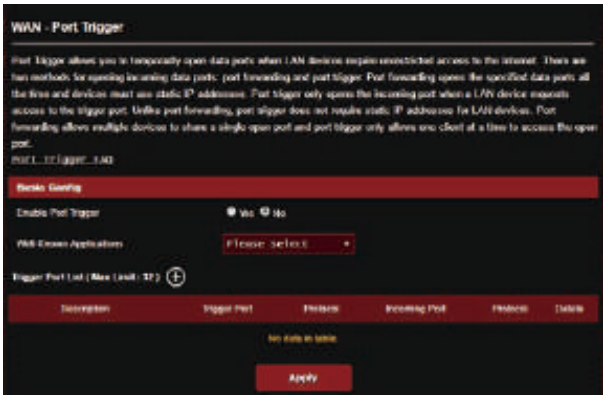 WAN - Port Trigger
Port Trigger allows you to temporarily open data ports when LAN devices require unrestricted access to the Internet. There are
two methods for opening incoming data ports: port forwarding and port trigger. Port forwarding opens the specified data ports all
the time and devices must use static IP addresses. Port trigger only opens the incoming port when a LAN device requests
access to the trigger port. Unlike port forwarding, port trigger does not require static IP addresses for LAN devices. Port
forwarding allows multiple devices to share a single open port and port trigger only allows one client at a time to access the open
port.
Port Trigger FAQ
Basic Config
Enable Port Trigger Yes No
Well-Known Applications Please select
Trigger Port List ( Max Limit : 32 )
Description Trigger Port Protocol Incoming Port Protocol Delete
No data in table.
Apply